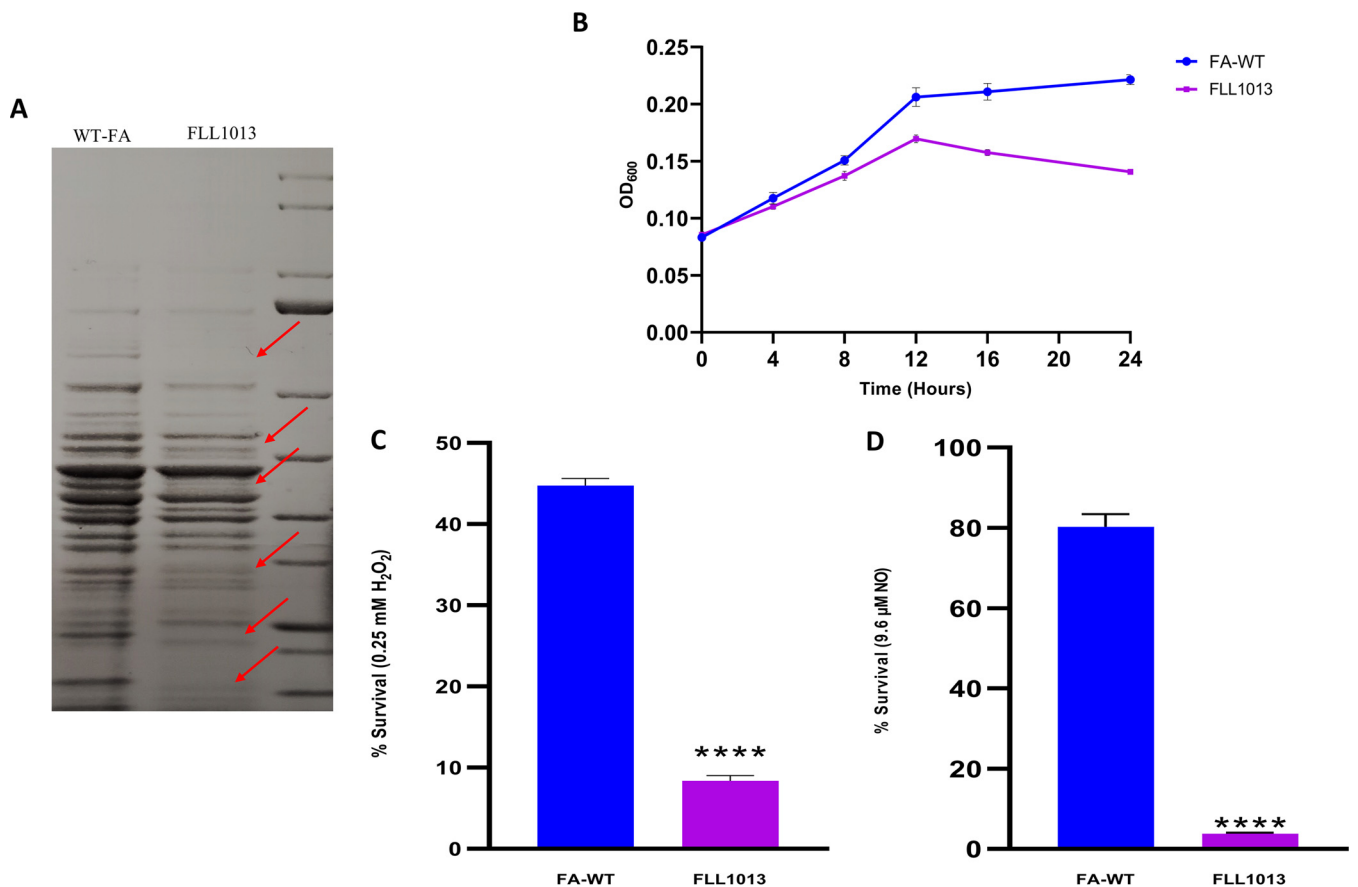 A
WT-FA FLL1013
B
OD600
0.25
0.20
0.15
0.10
0.05
0.00
0 4 8 12 16 20 24
Time (Hours)
FA-WT
FLL1013
C
% Survival (0.25 mM H2O2)
50
40
30
20
10
0
****
FA-WT FLL1013
D
% Survival (9.6 µM NO)
100
80
60
40
20
0
****
FA-WT FLL1013